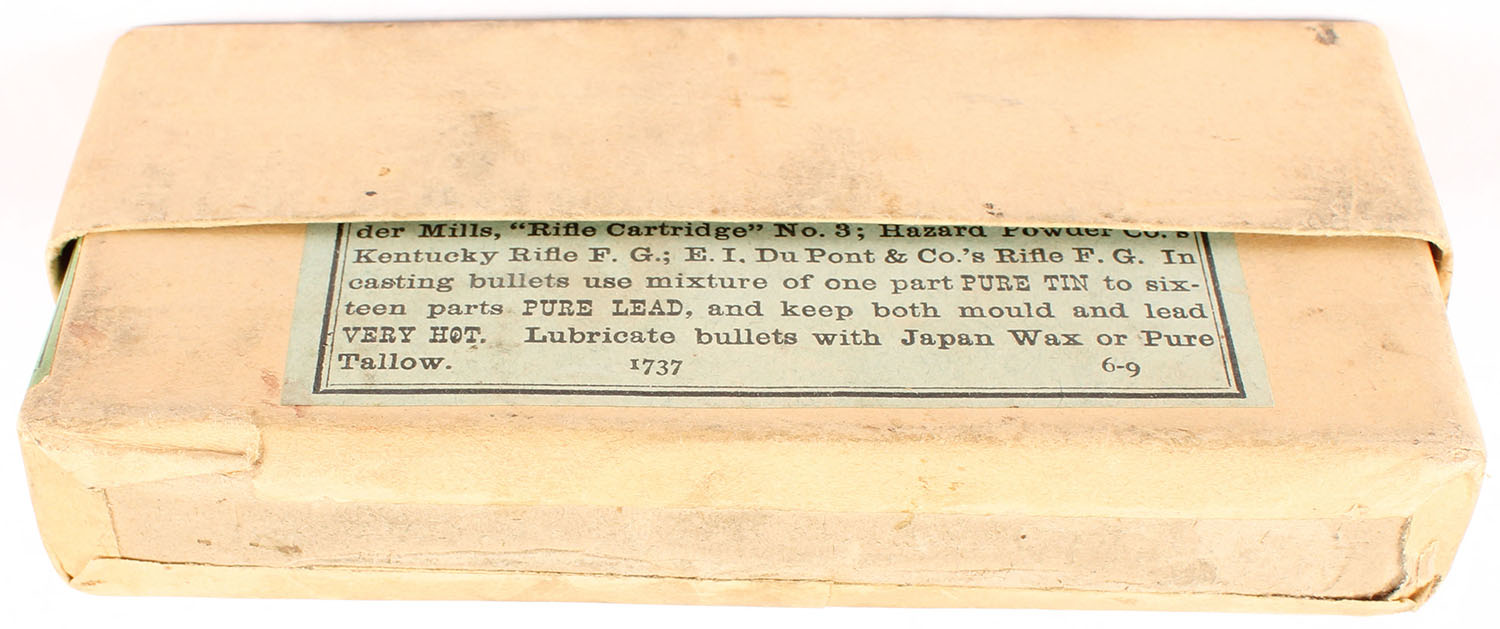 der Mills, “Rifle Cartridge” No. 3; Hazard Powder Co.'s
Kentucky Rifle F. G.; E. I. Du Pont & Co.'s Rifle F. G. In
casting bullets use mixture of one part PURE TIN to six-
teen parts PURE LEAD, and keep both mould and lead
VERY HOT. Lubricate bullets with Japan Wax or Pure
Tallow. 1737 6-9